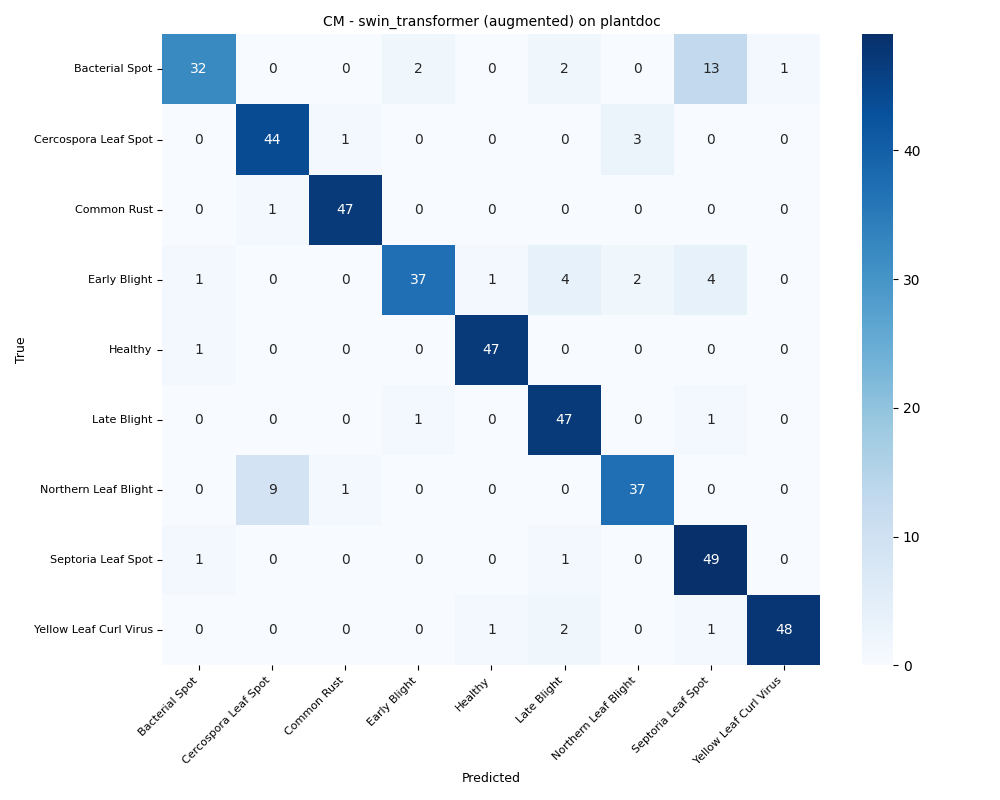 CM - swin_transformer (augmented) on plantdoc
Bacterial Spot 32 0 0 2 0 2 0 13 1
Cercospora Leaf Spot 0 44 1 0 0 0 3 0 0
Common Rust 0 1 47 0 0 0 0 0 0
Early Blight 1 0 0 37 1 4 2 4 0
Healthy 1 0 0 0 47 0 0 0 0
Late Blight 0 0 0 1 0 47 0 1 0
Northern Leaf Blight 0 9 1 0 0 0 37 0 0
Septoria Leaf Spot 1 0 0 0 0 1 0 49 0
Yellow Leaf Curl Virus 0 0 0 0 1 2 0 1 48
True
Bacterial Spot
Cercospora Leaf Spot
Common Rust
Early Blight
Healthy
Late Blight
Northern Leaf Blight
Septoria Leaf Spot
Yellow Leaf Curl Virus
Predicted
40
30
20
10
0